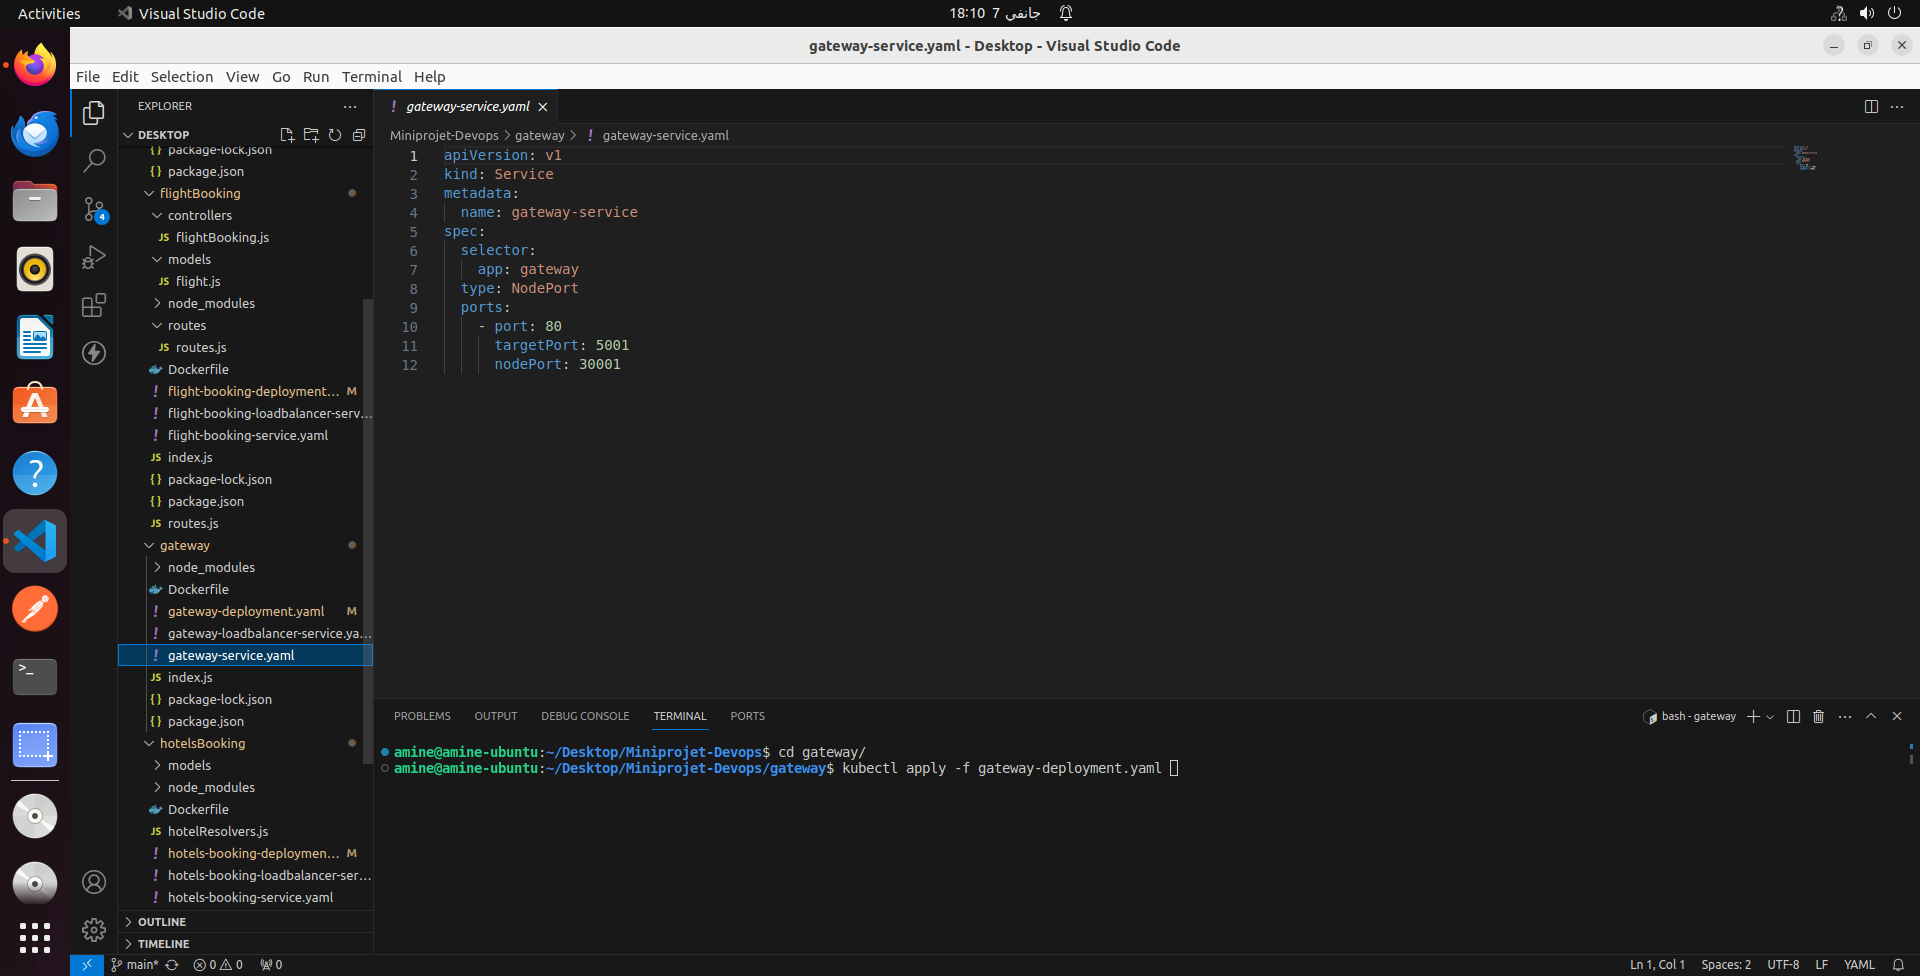 Activities
Visual Studio Code
18:10 7 جانفي
gateway-service.yaml - Desktop - Visual Studio Code
File Edit Selection View Go Run Terminal Help
EXPLORER
DESKTOP
package-lock.json
package.json
flightBooking
controllers
JS flightBooking.js
models
JS flight.js
node_modules
routes
JS routes.js
Dockerfile
! flight-booking-deployment... M
! flight-booking-loadbalancer-serv...
! flight-booking-service.yaml
JS index.js
{} package-lock.json
{} package.json
JS routes.js
gateway
node_modules
Dockerfile
! gateway-deployment.yaml M
! gateway-loadbalancer-service.ya...
! gateway-service.yaml
JS index.js
{} package-lock.json
{} package.json
hotelsBooking
models
node_modules
Dockerfile
JS hotelResolvers.js
! hotels-booking-deploymen... M
! hotels-booking-loadbalancer-ser...
! hotels-booking-service.yaml
OUTLINE
TIMELINE
4
! gateway-service.yaml
Miniprojet-Devops > gateway > ! gateway-service.yaml
1 apiVersion: v1
2 kind: Service
3 metadata:
4 name: gateway-service
5 spec:
6 selector:
7 app: gateway
8 type: NodePort
9 ports:
10 - port: 80
11 targetPort: 5001
12 nodePort: 30001
PROBLEMS OUTPUT DEBUG CONSOLE TERMINAL PORTS
bash - gateway
amine@amine-ubuntu:~/Desktop/Miniprojet-Devops$ cd gateway/
amine@amine-ubuntu:~/Desktop/Miniprojet-Devops/gateway$ kubectl apply -f gateway-deployment.yaml
main* 0 0 0
Ln 1, Col 1 Spaces: 2 UTF-8 LF YAML